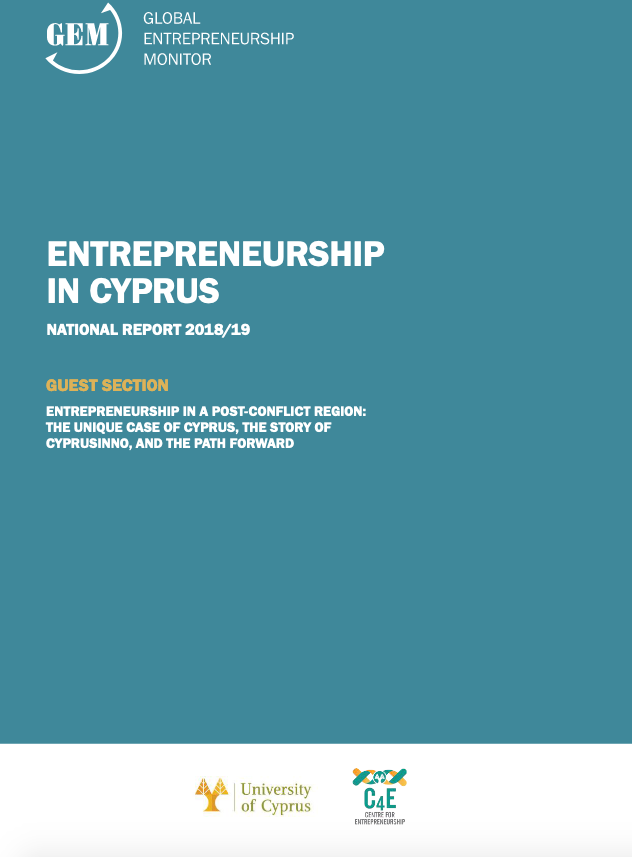 GEM
GLOBAL
ENTREPRENEURSHIP
MONITOR
ENTREPRENEURSHIP
IN CYPRUS
NATIONAL REPORT 2018/19
GUEST SECTION
ENTREPRENEURSHIP IN A POST-CONFLICT REGION:
THE UNIQUE CASE OF CYPRUS, THE STORY OF
CYPRUSINNO, AND THE PATH FORWARD
University
of Cyprus
C4E
CENTRE FOR
ENTREPRENEURSHIP